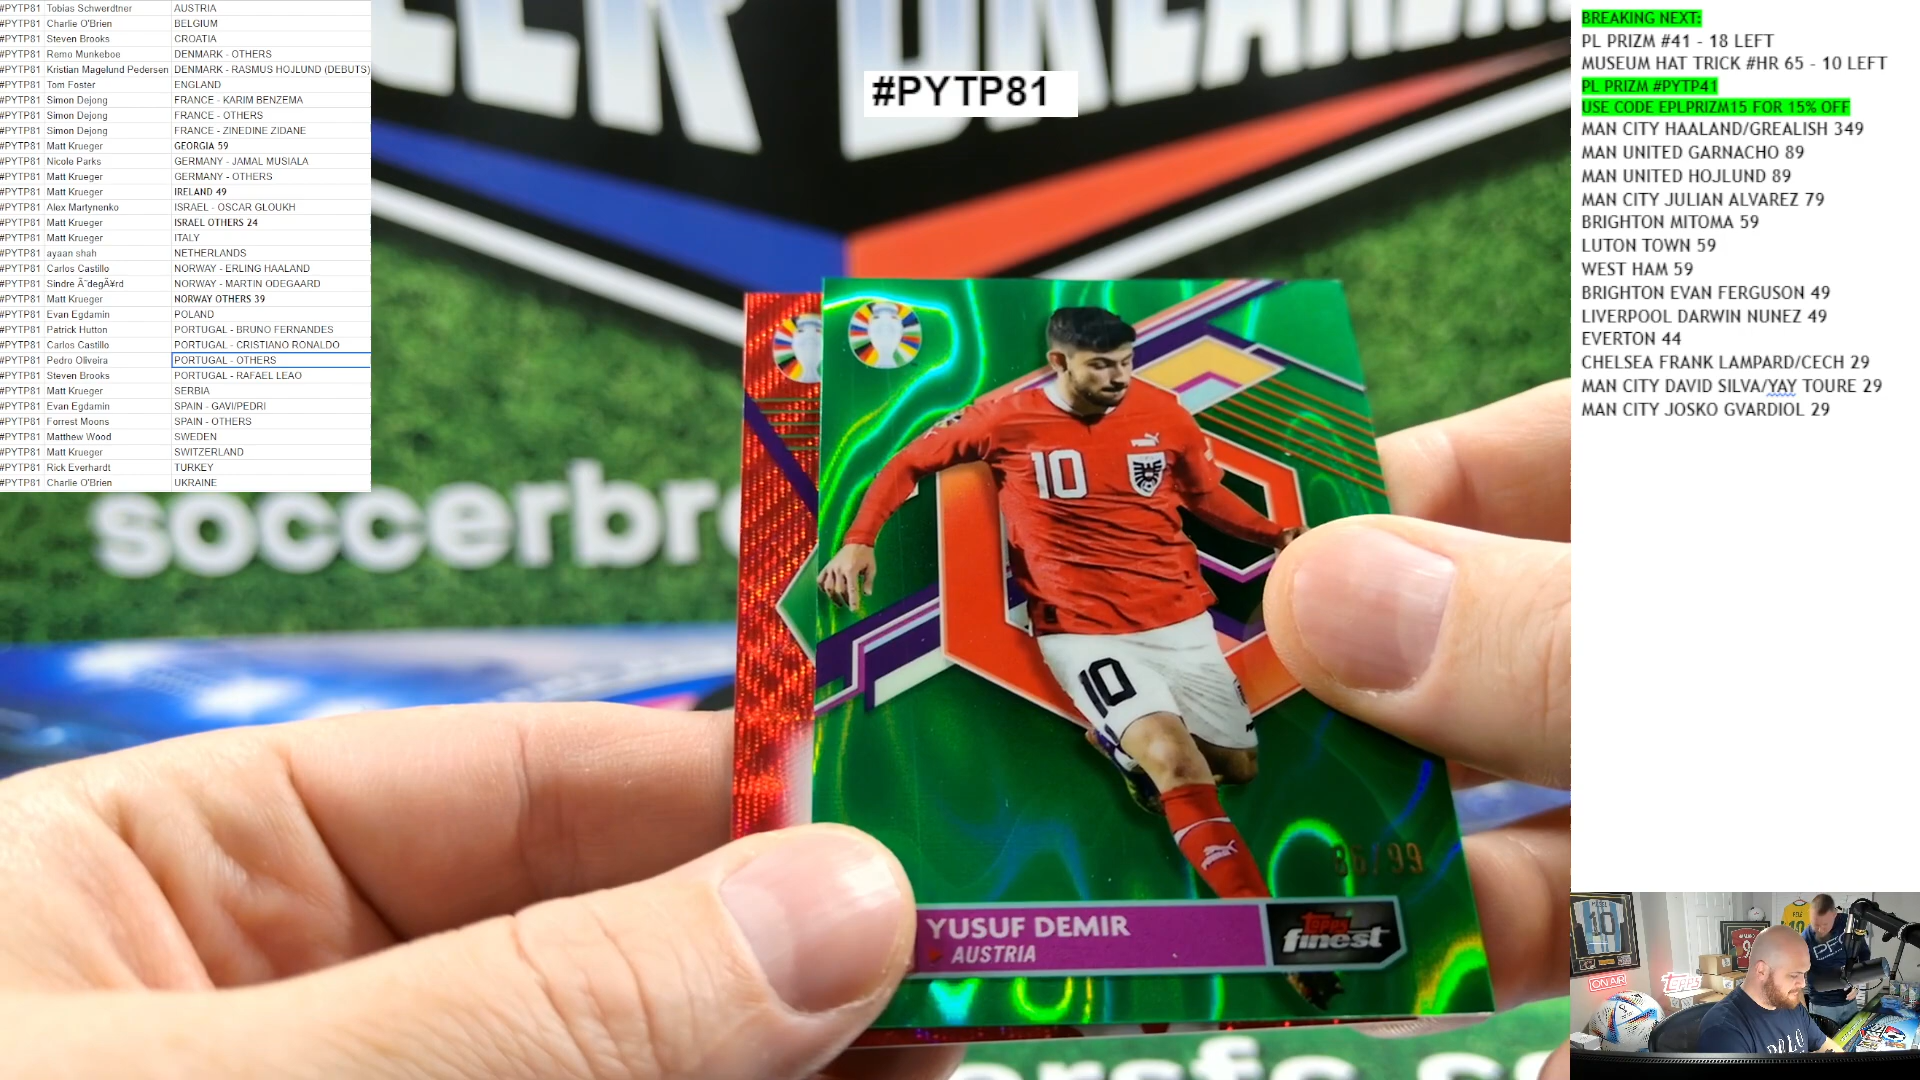 #PYTP81 Tobias Schwerdtner AUSTRIA
#PYTP81 Charlie O'Brien BELGIUM
#PYTP81 Steven Brooks CROATIA
#PYTP81 Remo Munkeboe DENMARK - OTHERS
#PYTP81 Kristian Magelund Pedersen DENMARK - RASMUS HOJLUND (DEBUTS)
#PYTP81 Tom Foster ENGLAND
#PYTP81 Simon Dejong FRANCE - KARIM BENZEMA
#PYTP81 Simon Dejong FRANCE - OTHERS
#PYTP81 Simon Dejong FRANCE - ZINEDINE ZIDANE
#PYTP81 Matt Krueger GEORGIA 59
#PYTP81 Nicole Parks GERMANY - JAMAL MUSIALA
#PYTP81 Matt Krueger GERMANY - OTHERS
#PYTP81 Matt Krueger IRELAND 49
#PYTP81 Alex Martynenko ISRAEL - OSCAR GLOUKH
#PYTP81 Matt Krueger ISRAEL OTHERS 24
#PYTP81 Matt Krueger ITALY
#PYTP81 ayaan shah NETHERLANDS
#PYTP81 Carlos Castillo NORWAY - ERLING HAALAND
#PYTP81 Sindre Ã˜degÃ¥rd NORWAY - MARTIN ODEGAARD
#PYTP81 Matt Krueger NORWAY OTHERS 39
#PYTP81 Evan Egdamin POLAND
#PYTP81 Patrick Hutton PORTUGAL - BRUNO FERNANDES
#PYTP81 Carlos Castillo PORTUGAL - CRISTIANO RONALDO
#PYTP81 Pedro Oliveira PORTUGAL - OTHERS
#PYTP81 Steven Brooks PORTUGAL - RAFAEL LEAO
#PYTP81 Matt Krueger SERBIA
#PYTP81 Evan Egdamin SPAIN - GAVI/PEDRI
#PYTP81 Forrest Moons SPAIN - OTHERS
#PYTP81 Matthew Wood SWEDEN
#PYTP81 Matt Krueger SWITZERLAND
#PYTP81 Rick Everhardt TURKEY
#PYTP81 Charlie O'Brien UKRAINE
#PYTP81
soccerbr
10
10
/99
YUSUF DEMIR
AUSTRIA
Topps
finest
BREAKING NEXT:
PL PRIZM #41 - 18 LEFT
MUSEUM HAT TRICK #HR 65 - 10 LEFT
PL PRIZM #PYTP41
USE CODE EPLPRIZM15 FOR 15% OFF
MAN CITY HAALAND/GREALISH 349
MAN UNITED GARNACHO 89
MAN UNITED HOJLUND 89
MAN CITY JULIAN ALVAREZ 79
BRIGHTON MITOMA 59
LUTON TOWN 59
WEST HAM 59
BRIGHTON EVAN FERGUSON 49
LIVERPOOL DARWIN NUNEZ 49
EVERTON 44
CHELSEA FRANK LAMPARD/CECH 29
MAN CITY DAVID SILVA/YAY TOURE 29
MAN CITY JOSKO GVARDIOL 29
10
ON AIR
Topps